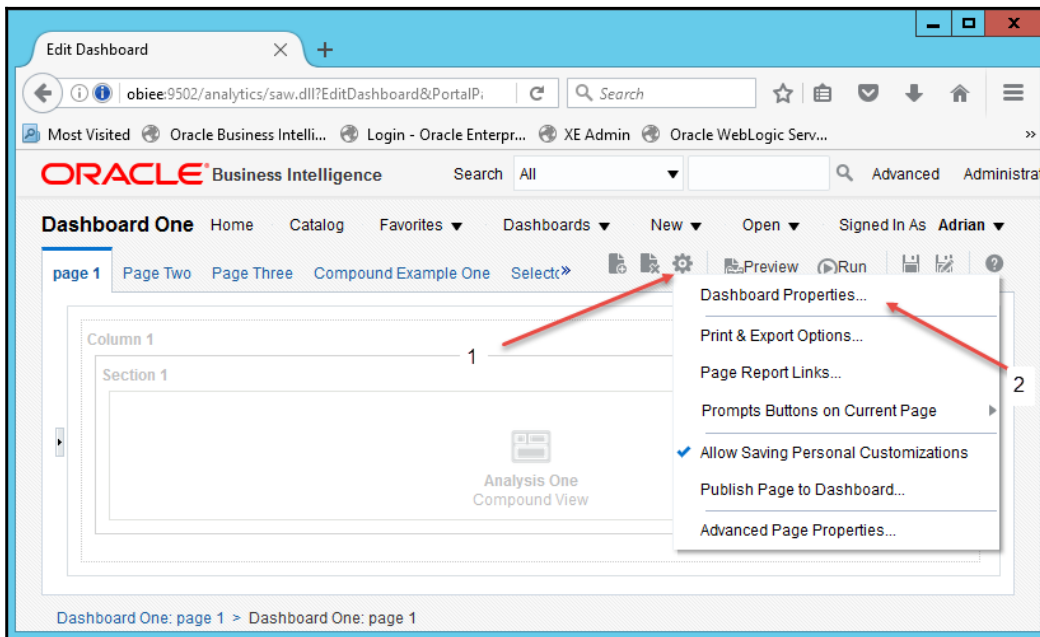 Edit Dashboard
obiee:9502/analytics/saw.dll?EditDashboard&PortalPa Search
Most Visited Oracle Business Intelli... Login - Oracle Enterpr... XE Admin Oracle WebLogic Serv... »
ORACLE Business Intelligence Search All Advanced Administrat
Dashboard One Home Catalog Favorites Dashboards New Open Signed In As Adrian
page 1 Page Two Page Three Compound Example One Selectc» Preview Run
Dashboard Properties...
Print & Export Options...
Column 1
1
Page Report Links...
Section 1
2
Prompts Buttons on Current Page
Allow Saving Personal Customizations
Analysis One
Publish Page to Dashboard...
Compound View
Advanced Page Properties...
Dashboard One: page 1 > Dashboard One: page 1